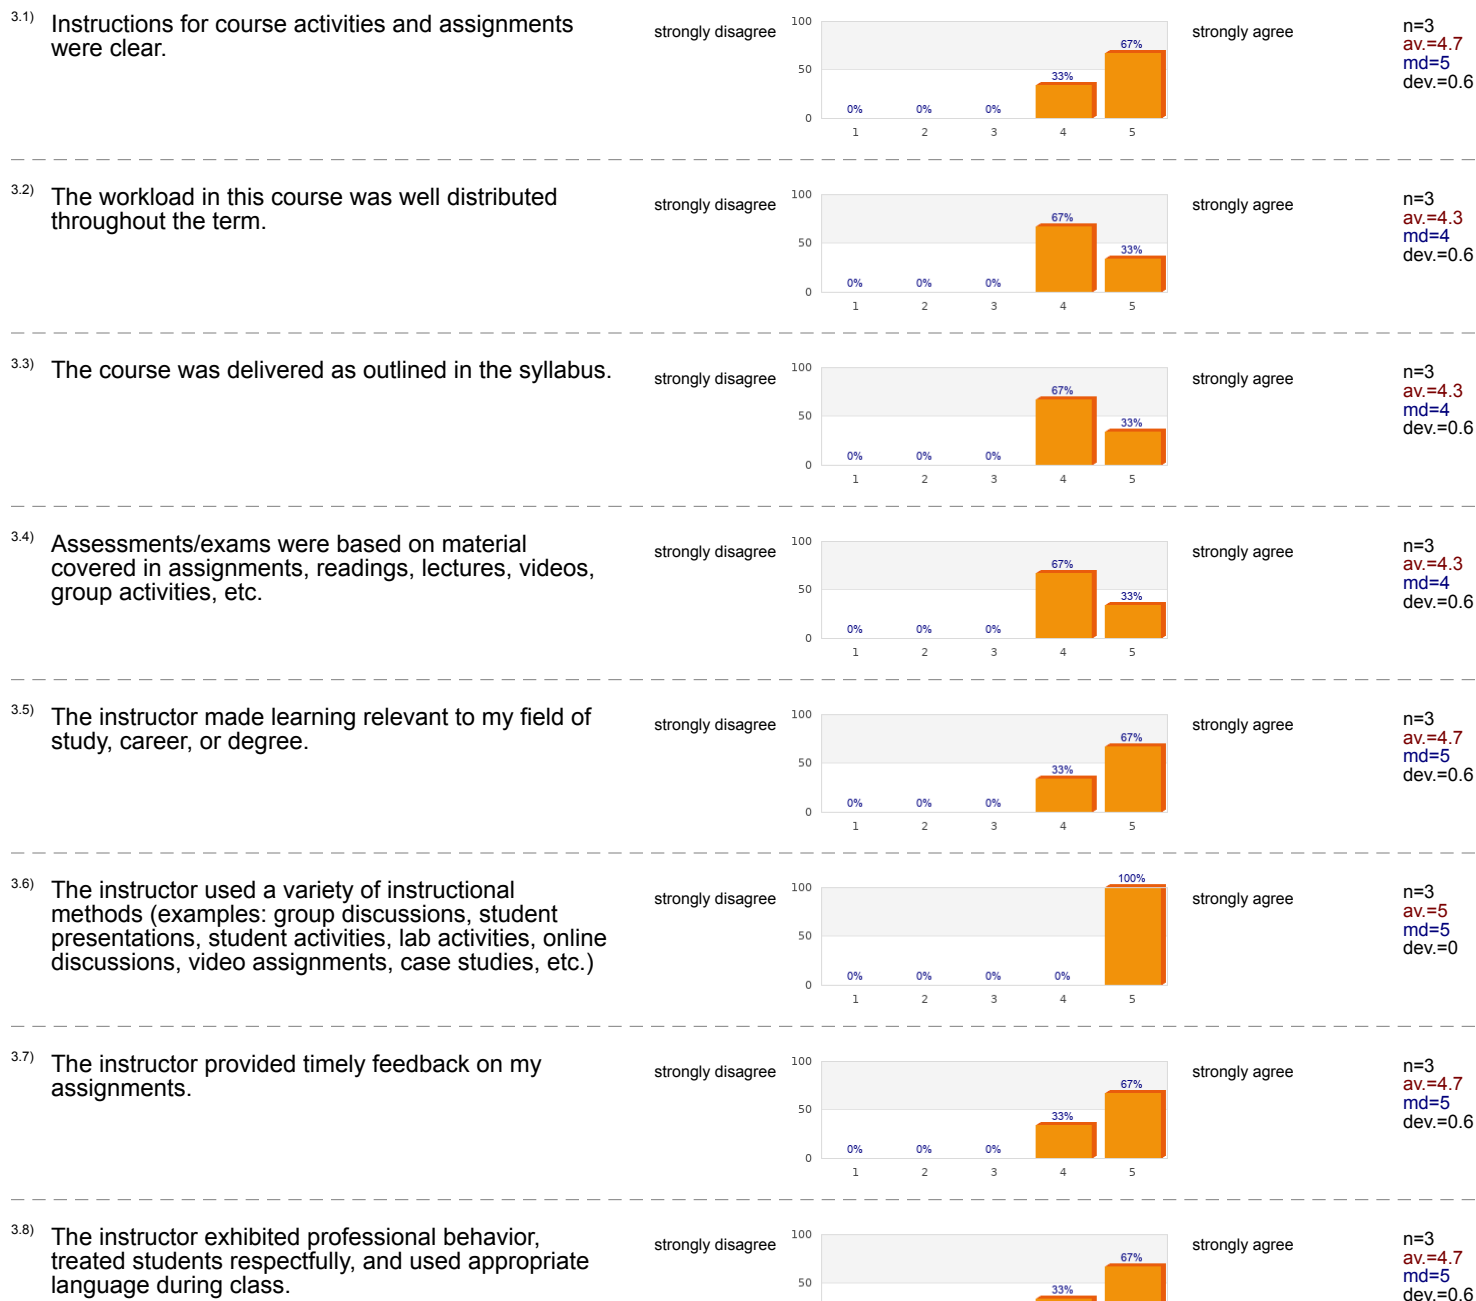 3.1) Instructions for course activities and assignments
were clear.
strongly disagree
100
50
0
0%
0%
0%
33%
67%
1
2
3
4
5
strongly agree
n=3
av.=4.7
md=5
dev.=0.6
3.2) The workload in this course was well distributed
throughout the term.
strongly disagree
100
50
0
0%
0%
0%
67%
33%
1
2
3
4
5
strongly agree
n=3
av.=4.3
md=4
dev.=0.6
3.3) The course was delivered as outlined in the syllabus.
strongly disagree
100
50
0
0%
0%
0%
67%
33%
1
2
3
4
5
strongly agree
n=3
av.=4.3
md=4
dev.=0.6
3.4) Assessments/exams were based on material
covered in assignments, readings, lectures, videos,
group activities, etc.
strongly disagree
100
50
0
0%
0%
0%
67%
33%
1
2
3
4
5
strongly agree
n=3
av.=4.3
md=4
dev.=0.6
3.5) The instructor made learning relevant to my field of
study, career, or degree.
strongly disagree
100
50
0
0%
0%
0%
33%
67%
1
2
3
4
5
strongly agree
n=3
av.=4.7
md=5
dev.=0.6
3.6) The instructor used a variety of instructional
methods (examples: group discussions, student
presentations, student activities, lab activities, online
discussions, video assignments, case studies, etc.)
strongly disagree
100
50
0
0%
0%
0%
0%
100%
1
2
3
4
5
strongly agree
n=3
av.=5
md=5
dev.=0
3.7) The instructor provided timely feedback on my
assignments.
strongly disagree
100
50
0
0%
0%
0%
33%
67%
1
2
3
4
5
strongly agree
n=3
av.=4.7
md=5
dev.=0.6
3.8) The instructor exhibited professional behavior,
treated students respectfully, and used appropriate
language during class.
strongly disagree
100
50
33%
67%
strongly agree
n=3
av.=4.7
md=5
dev.=0.6